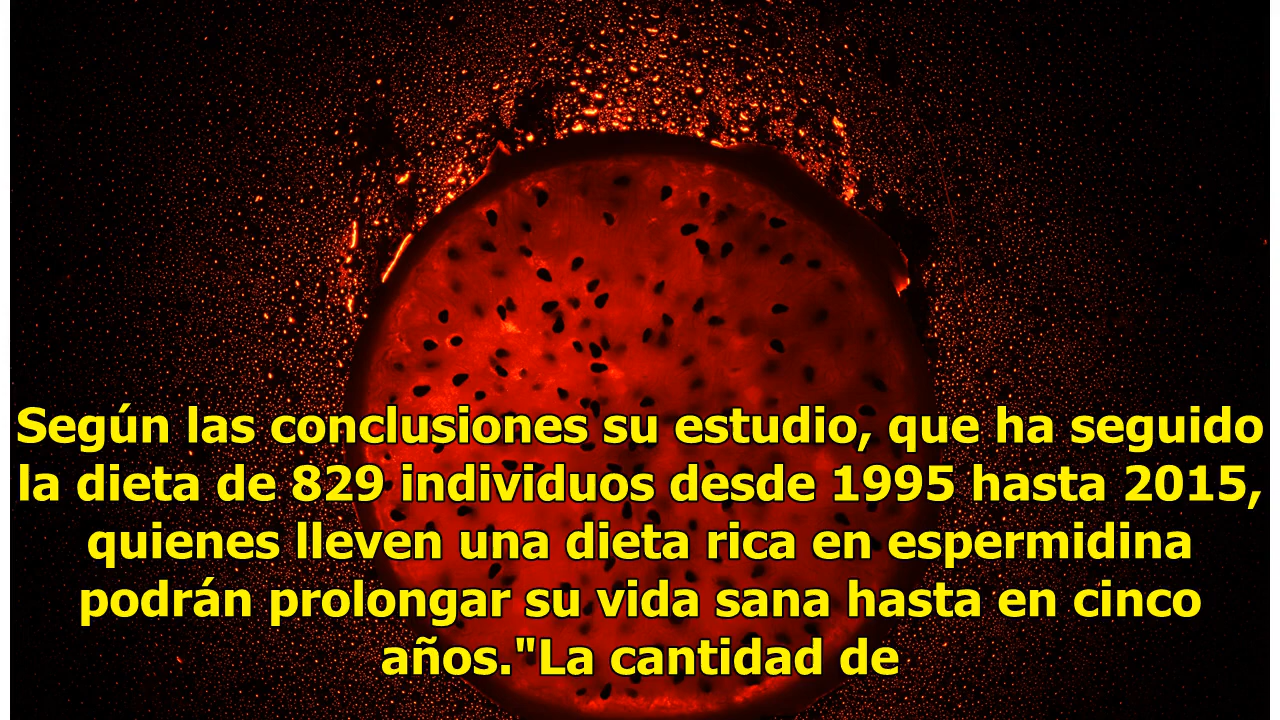 Según las conclusiones su estudio, que ha seguido
la dieta de 829 individuos desde 1995 hasta 2015,
quienes lleven una dieta rica en espermidina
podrán prolongar su vida sana hasta en cinco
años."La cantidad de